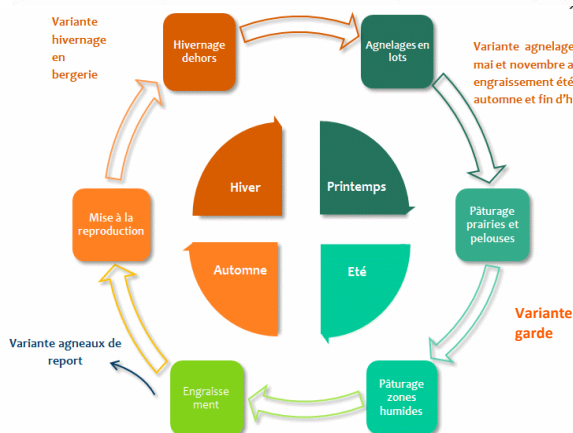 Variante
hivernage
en
bergerie
Hivernage
dehors
Agnelages en
lots
Variante agnelage
mai et novembre a
engraissement été
automne et fin d'h
Hiver
Printemps
Mise à la
reproduction
Pâturage
prairies et
pelouses
Automne
Eté
Variante
garde
Variante agneaux de
report
Engraisse
ment
Pâturage
zones
humides